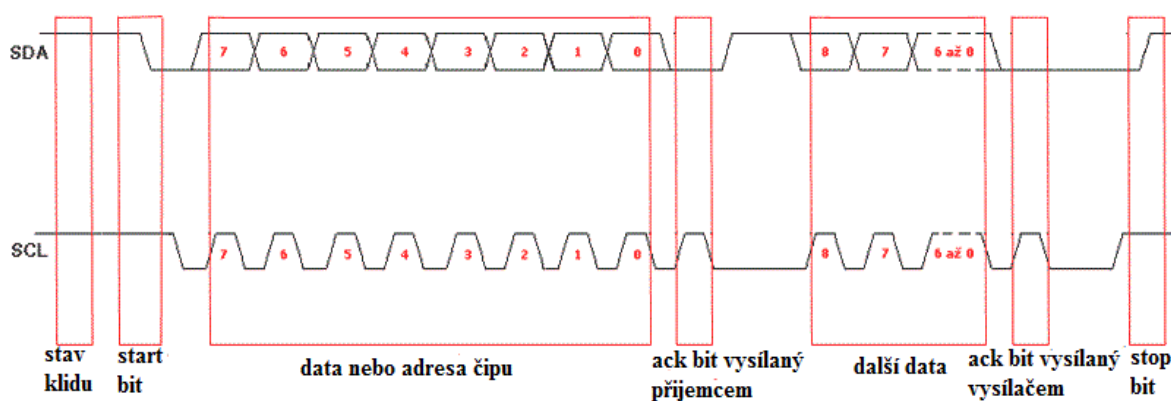 SDA
7 6 5 4 3 2 1 0 8 7 6 až 0
SCL
7 6 5 4 3 2 1 0 8 7 6 až 0
stav
klidu
start
bit
data nebo adresa čipu
ack bit vysílaný
příjemcem
další data
ack bit vysílaný
vysílačem
stop
bit